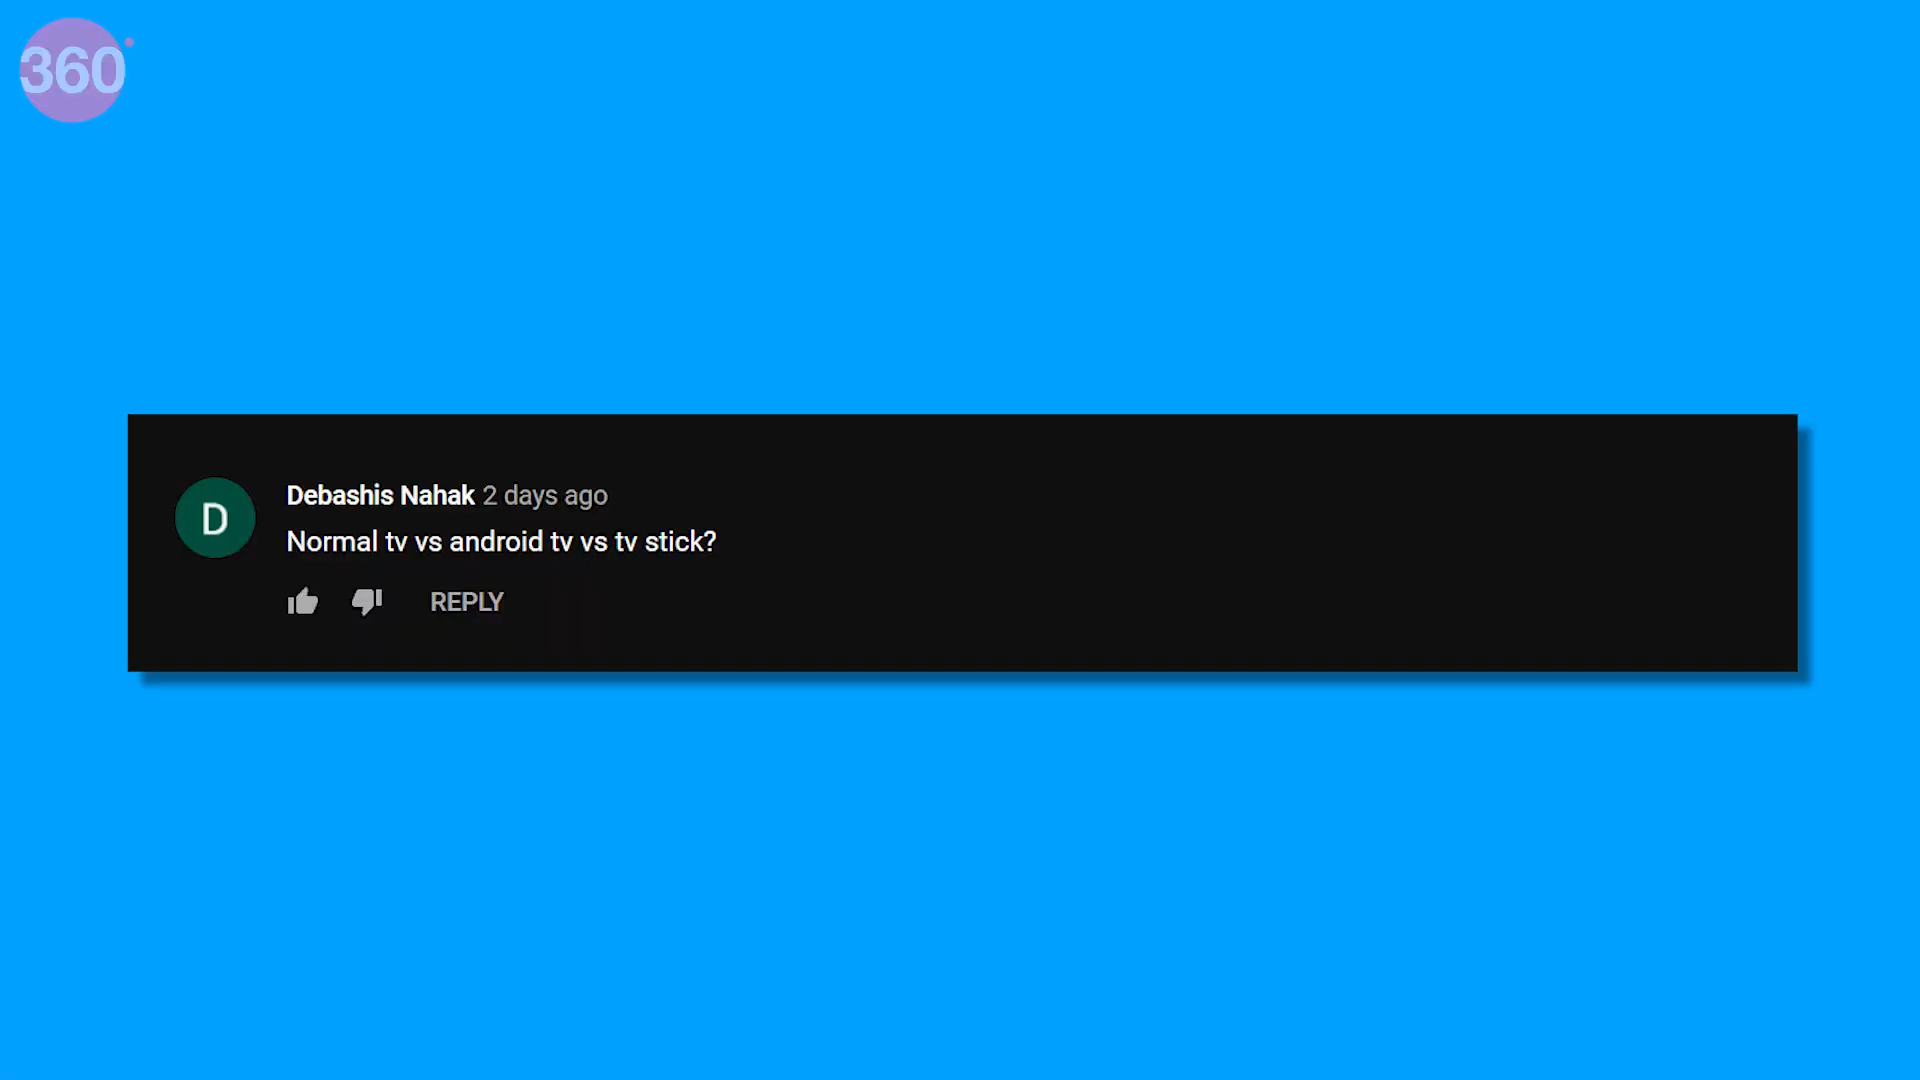 360
D
Debashis Nahak 2 days ago
Normal tv vs android tv vs tv stick?
REPLY